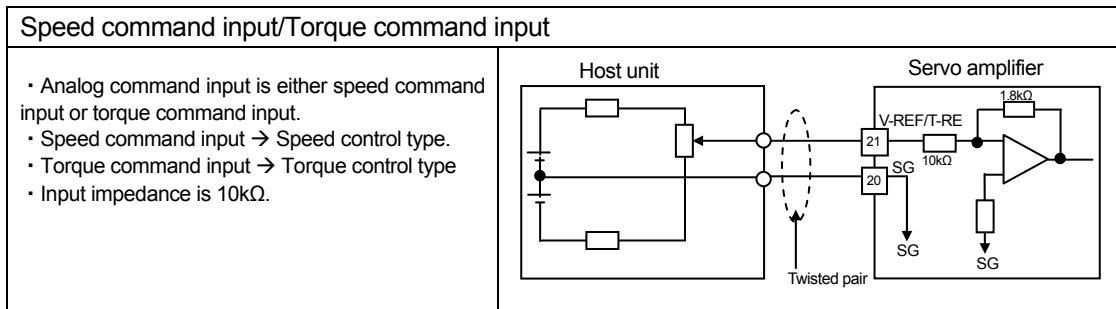 Speed command input/Torque command input
・Analog command input is either speed command
input or torque command input.
・Speed command input → Speed control type.
・Torque command input → Torque control type
・Input impedance is 10kΩ.
Host unit
Servo amplifier
1.8kΩ
V-REF/T-RE
21
10kΩ
SG
20
SG
SG
Twisted pair